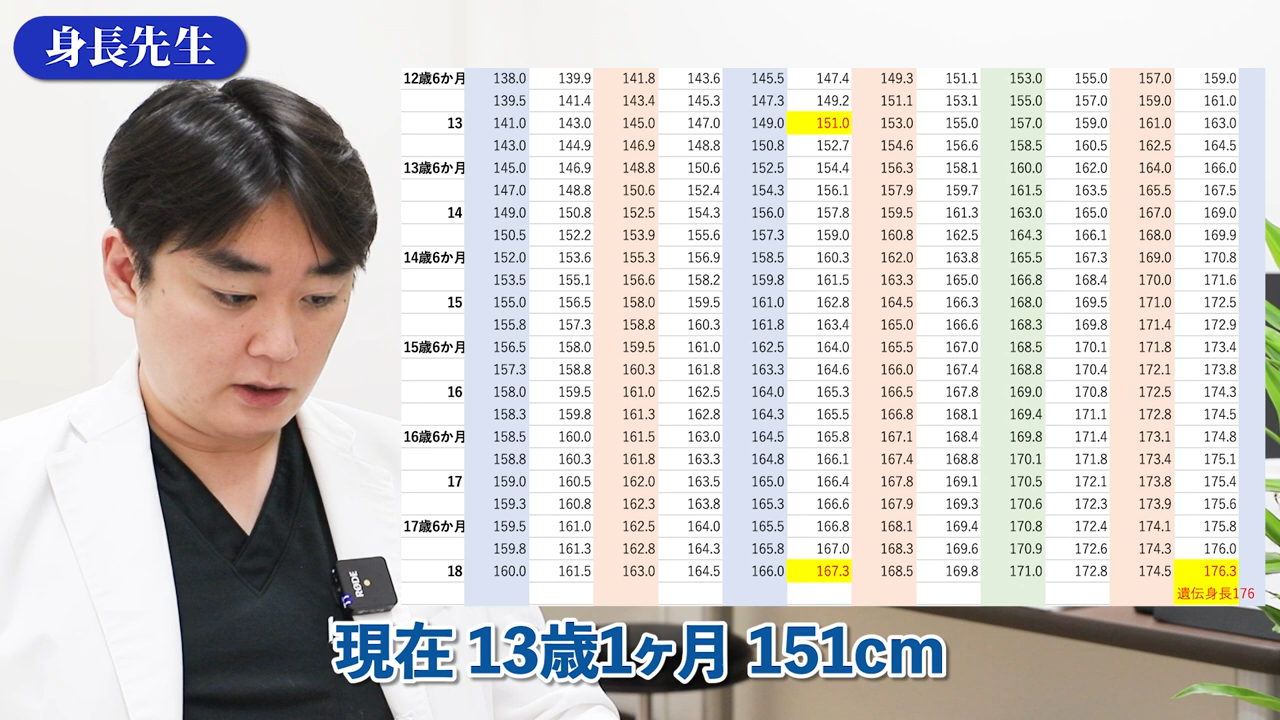 身長先生
12歳6か月 138.0 139.9 141.8 143.6 145.5 147.4 149.3 151.1 153.0 155.0 157.0 159.0
139.5 141.4 143.4 145.3 147.3 149.2 151.1 153.1 155.0 157.0 159.0 161.0
13 141.0 143.0 145.0 147.0 149.0 151.0 153.0 155.0 157.0 159.0 161.0 163.0
143.0 144.9 146.9 148.8 150.8 152.7 154.6 156.6 158.5 160.5 162.5 164.5
13歳6か月 145.0 146.9 148.8 150.6 152.5 154.4 156.3 158.1 160.0 162.0 164.0 166.0
147.0 148.8 150.6 152.4 154.3 156.1 157.9 159.7 161.5 163.5 165.5 167.5
14 149.0 150.8 152.5 154.3 156.0 157.8 159.5 161.3 163.0 165.0 167.0 169.0
150.5 152.2 153.9 155.6 157.3 159.0 160.8 162.5 164.3 166.1 168.0 169.9
14歳6か月 152.0 153.6 155.3 156.9 158.5 160.3 162.0 163.8 165.5 167.3 169.0 170.8
153.5 155.1 156.6 158.2 159.8 161.5 163.3 165.0 166.8 168.4 170.0 171.6
15 155.0 156.5 158.0 159.5 161.0 162.8 164.5 166.3 168.0 169.5 171.0 172.5
155.8 157.3 158.8 160.3 161.8 163.4 165.0 166.6 168.3 169.8 171.4 172.9
15歳6か月 156.5 158.0 159.5 161.0 162.5 164.0 165.5 167.0 168.5 170.1 171.8 173.4
157.3 158.8 160.3 161.8 163.3 164.6 166.0 167.4 168.8 170.4 172.1 173.8
16 158.0 159.5 161.0 162.5 164.0 165.3 166.5 167.8 169.0 170.8 172.5 174.3
158.3 159.8 161.3 162.8 164.3 165.5 166.8 168.1 169.4 171.1 172.8 174.5
16歳6か月 158.5 160.0 161.5 163.0 164.5 165.8 167.1 168.4 169.8 171.4 173.1 174.8
158.8 160.3 161.8 163.3 164.8 166.1 167.4 168.8 170.1 171.8 173.4 175.1
17 159.0 160.5 162.0 163.5 165.0 166.4 167.8 169.1 170.5 172.1 173.8 175.4
159.3 160.8 162.3 163.8 165.3 166.6 167.9 169.3 170.6 172.3 173.9 175.6
17歳6か月 159.5 161.0 162.5 164.0 165.5 166.8 168.1 169.4 170.8 172.4 174.1 175.8
159.8 161.3 162.8 164.3 165.8 167.0 168.3 169.6 170.9 172.6 174.3 176.0
18 160.0 161.5 163.0 164.5 166.0 167.3 168.5 169.8 171.0 172.8 174.5 176.3
遺伝身長176
RØDE
現在 13歳1ヶ月 151cm